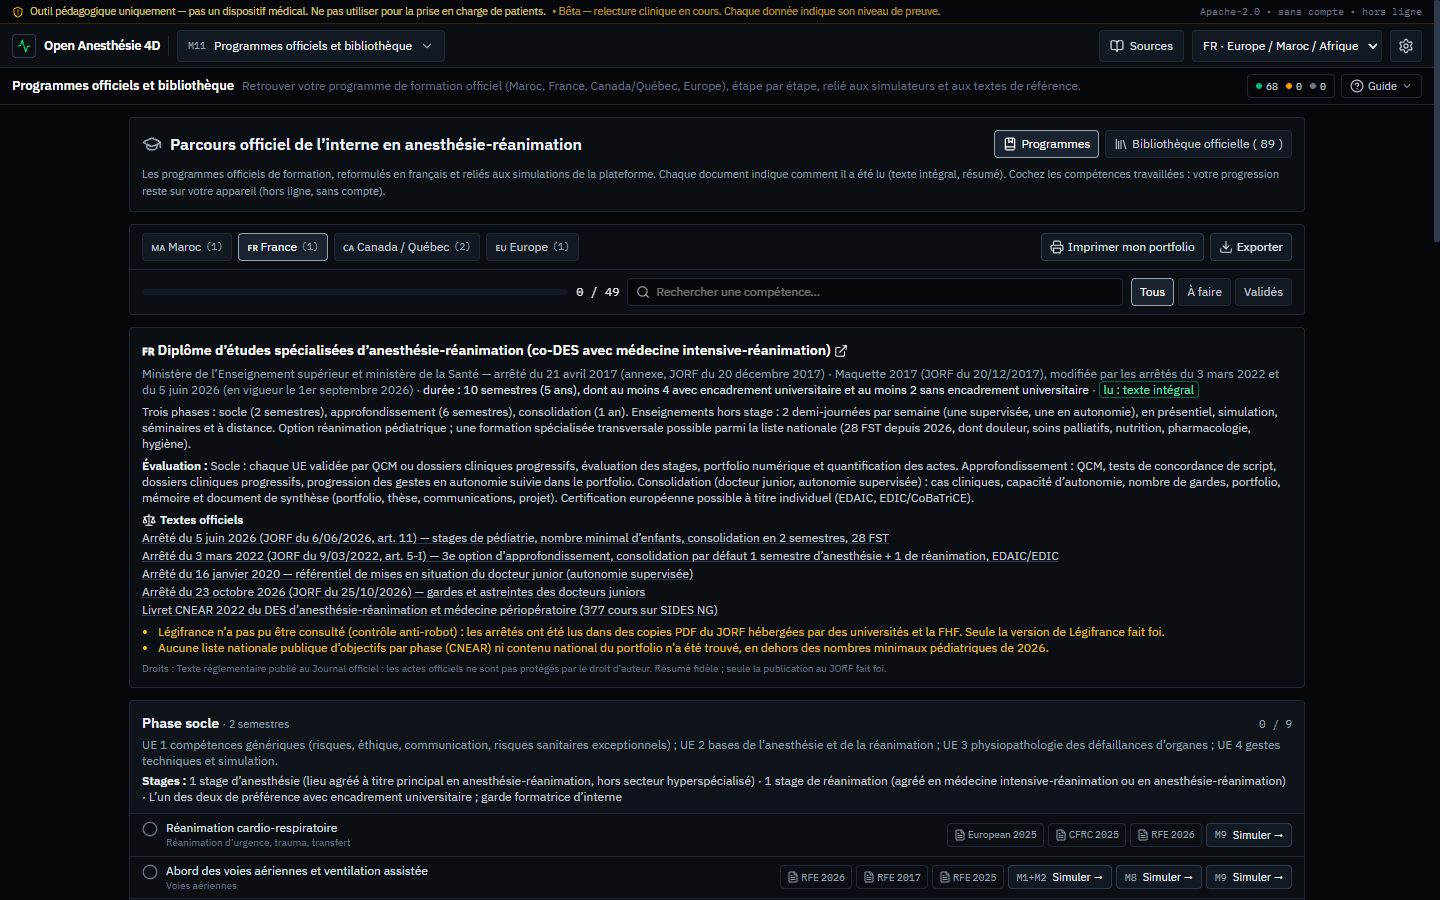 Outil pédagogique uniquement — pas un dispositif médical. Ne pas utiliser pour la prise en charge de patients. • Bêta — relecture clinique en cours. Chaque donnée indique son niveau de preuve.
Apache-2.0 • sans compte • hors ligne
Open Anesthésie 4D
M11 Programmes officiels et bibliothèque
Sources
FR · Europe / Maroc / Afrique
Programmes officiels et bibliothèque
Retrouver votre programme de formation officiel (Maroc, France, Canada/Québec, Europe), étape par étape, relié aux simulateurs et aux textes de référence.
68 0 0
Guide
Parcours officiel de l’interne en anesthésie-réanimation
Programmes
Bibliothèque officielle ( 89 )
Les programmes officiels de formation, reformulés en français et reliés aux simulations de la plateforme. Chaque document indique comment il a été lu (texte intégral, résumé). Cochez les compétences travaillées : votre progression
reste sur votre appareil (hors ligne, sans compte).
MA Maroc (1)
FR France (1)
CA Canada / Québec (2)
EU Europe (1)
Imprimer mon portfolio
Exporter
0 / 49
Rechercher une compétence…
Tous
À faire
Validés
FR Diplôme d’études spécialisées d’anesthésie-réanimation (co-DES avec médecine intensive-réanimation)
Ministère de l’Enseignement supérieur et ministère de la Santé — arrêté du 21 avril 2017 (annexe, JORF du 20 décembre 2017) · Maquette 2017 (JORF du 20/12/2017), modifiée par les arrêtés du 3 mars 2022 et
du 5 juin 2026 (en vigueur le 1er septembre 2026) · durée : 10 semestres (5 ans), dont au moins 4 avec encadrement universitaire et au moins 2 sans encadrement universitaire · lu : texte intégral
Trois phases : socle (2 semestres), approfondissement (6 semestres), consolidation (1 an). Enseignements hors stage : 2 demi-journées par semaine (une supervisée, une en autonomie), en présentiel, simulation,
séminaires et à distance. Option réanimation pédiatrique ; une formation spécialisée transversale possible parmi la liste nationale (28 FST depuis 2026, dont douleur, soins palliatifs, nutrition, pharmacologie,
hygiène).
Évaluation : Socle : chaque UE validée par QCM ou dossiers cliniques progressifs, évaluation des stages, portfolio numérique et quantification des actes. Approfondissement : QCM, tests de concordance de script,
dossiers cliniques progressifs, progression des gestes en autonomie suivie dans le portfolio. Consolidation (docteur junior, autonomie supervisée) : cas cliniques, capacité d’autonomie, nombre de gardes, portfolio,
mémoire et document de synthèse (portfolio, thèse, communications, projet). Certification européenne possible à titre individuel (EDAIC, EDIC/CoBaTriCE).
Textes officiels
Arrêté du 5 juin 2026 (JORF du 6/06/2026, art. 11) — stages de pédiatrie, nombre minimal d’enfants, consolidation en 2 semestres, 28 FST
Arrêté du 3 mars 2022 (JORF du 9/03/2022, art. 5-I) — 3e option d’approfondissement, consolidation par défaut 1 semestre d’anesthésie + 1 de réanimation, EDAIC/EDIC
Arrêté du 16 janvier 2020 — référentiel de mises en situation du docteur junior (autonomie supervisée)
Arrêté du 23 octobre 2026 (JORF du 25/10/2026) — gardes et astreintes des docteurs juniors
Livret CNEAR 2022 du DES d’anesthésie-réanimation et médecine périopératoire (377 cours sur SIDES NG)
• Légifrance n’a pas pu être consulté (contrôle anti-robot) : les arrêtés ont été lus dans des copies PDF du JORF hébergées par des universités et la FHF. Seule la version de Légifrance fait foi.
• Aucune liste nationale publique d’objectifs par phase (CNEAR) ni contenu national du portfolio n’a été trouvé, en dehors des nombres minimaux pédiatriques de 2026.
Droits : Texte réglementaire publié au Journal officiel : les actes officiels ne sont pas protégés par le droit d’auteur. Résumé fidèle ; seule la publication au JORF fait foi.
Phase socle · 2 semestres
0 / 9
UE 1 compétences génériques (risques, éthique, communication, risques sanitaires exceptionnels) ; UE 2 bases de l’anesthésie et de la réanimation ; UE 3 physiopathologie des défaillances d’organes ; UE 4 gestes
techniques et simulation.
Stages : 1 stage d’anesthésie (lieu agréé à titre principal en anesthésie-réanimation, hors secteur hyperspécialisé) · 1 stage de réanimation (agréé en médecine intensive-réanimation ou en anesthésie-réanimation)
· L’un des deux de préférence avec encadrement universitaire ; garde formatrice d’interne
Réanimation cardio-respiratoire
Réanimation d’urgence, trauma, transfert
European 2025
CFRC 2025
RFE 2026
M9 Simuler →
Abord des voies aériennes et ventilation assistée
Voies aériennes
RFE 2026
RFE 2017
RFE 2025
M1+M2 Simuler →
M8 Simuler →
M9 Simuler →